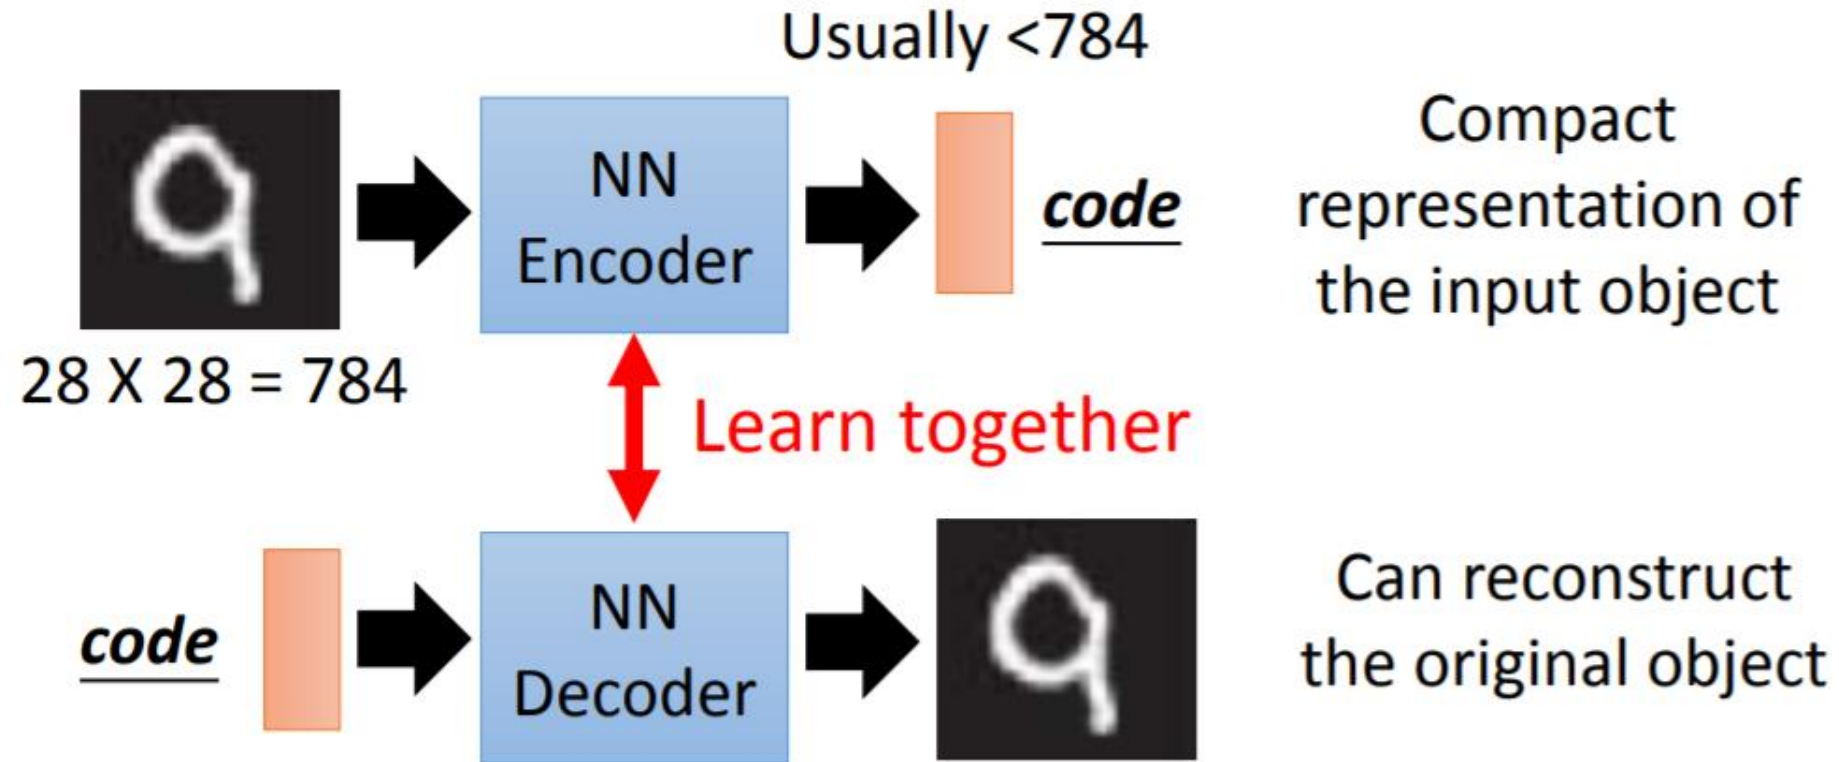 Usually <784
NN
Encoder
code
Compact
representation of
the input object
28 X 28 = 784
Learn together
code
NN
Decoder
Can reconstruct
the original object